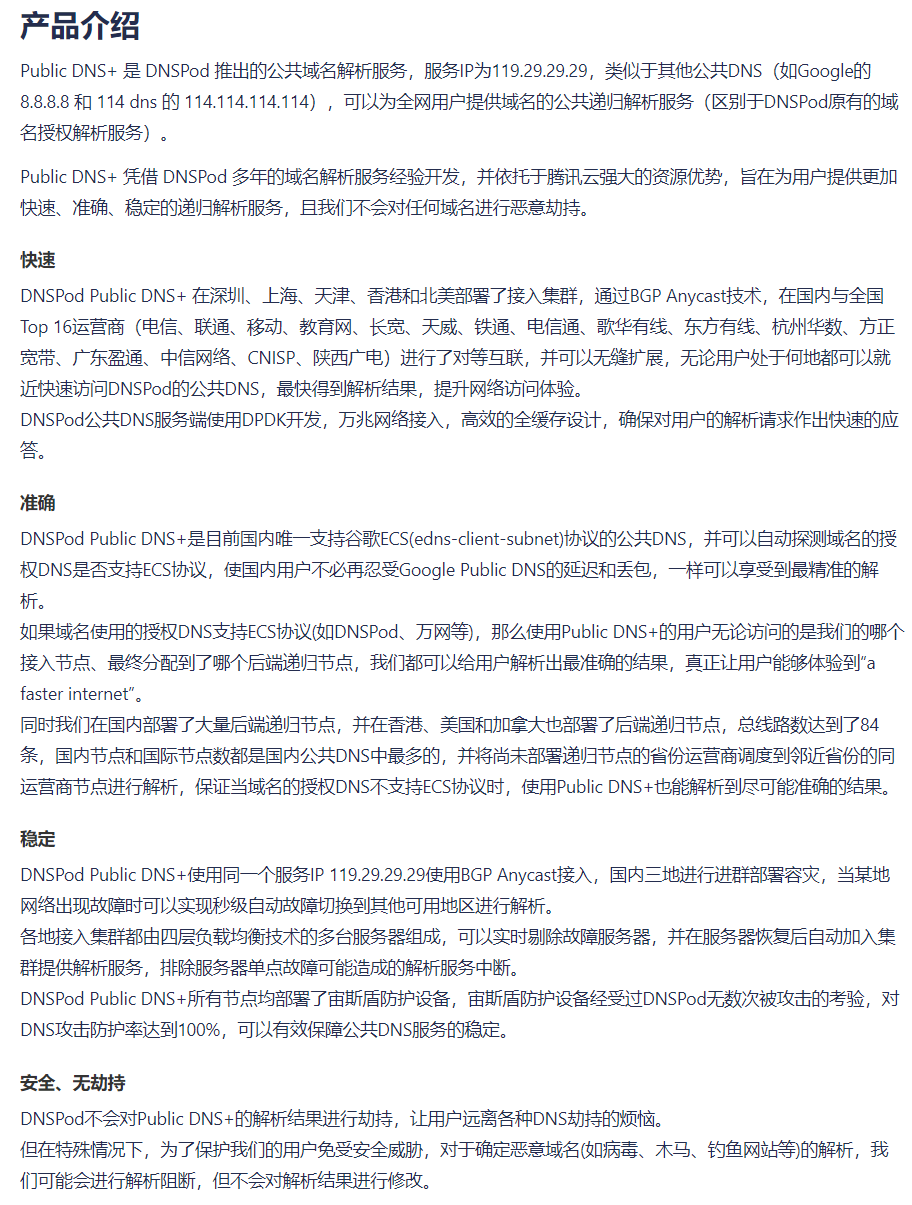 产品介绍
Public DNS+ 是 DNSPod 推出的公共域名解析服务，服务IP为119.29.29.29，类似于其他公共DNS（如Google的
8.8.8.8 和 114 dns 的 114.114.114.114），可以为全网用户提供域名的公共递归解析服务（区别于DNSPod原有的域
名授权解析服务）。
Public DNS+ 凭借 DNSPod 多年的域名解析服务经验开发，并依托于腾讯云强大的资源优势，旨在为用户提供更加
快速、准确、稳定的递归解析服务，且我们不会对任何域名进行恶意劫持。
快速
DNSPod Public DNS+ 在深圳、上海、天津、香港和北美部署了接入集群，通过BGP Anycast技术，在国内与全国
Top 16运营商（电信、联通、移动、教育网、长宽、天威、铁通、电信通、歌华有线、东方有线、杭州华数、方正
宽带、广东盈通、中信网络、CNISP、陕西广电）进行了对等互联，并可以无缝扩展，无论用户处于何地都可以就
近快速访问DNSPod的公共DNS，最快得到解析结果，提升网络访问体验。
DNSPod公共DNS服务端使用DPDK开发，万兆网络接入，高效的全缓存设计，确保对用户的解析请求作出快速的应
答。
准确
DNSPod Public DNS+是目前国内唯一支持谷歌ECS(edns-client-subnet)协议的公共DNS，并可以自动探测域名的授
权DNS是否支持ECS协议，使国内用户不必再忍受Google Public DNS的延迟和丢包，一样可以享受到最精准的解
析。
如果域名使用的授权DNS支持ECS协议(如DNSPod、万网等)，那么使用Public DNS+的用户无论访问的是我们的哪个
接入节点、最终分配到了哪个后端递归节点，我们都可以给用户解析出最准确的结果，真正让用户能够体验到“a
faster internet”。
同时我们在国内部署了大量后端递归节点，并在香港、美国和加拿大也部署了后端递归节点，总线路数达到了84
条，国内节点和国际节点数都是国内公共DNS中最多的，并将尚未部署递归节点的省份运营商调度到邻近省份的同
运营商节点进行解析，保证当域名的授权DNS不支持ECS协议时，使用Public DNS+也能解析到尽可能准确的结果。
稳定
DNSPod Public DNS+使用同一个服务IP 119.29.29.29使用BGP Anycast接入，国内三地进行进群部署容灾，当某地
网络出现故障时可以实现秒级自动故障切换到其他可用地区进行解析。
各地接入集群都由四层负载均衡技术的多台服务器组成，可以实时剔除故障服务器，并在服务器恢复后自动加入集
群提供解析服务，排除服务器单点故障可能造成的解析服务中断。
DNSPod Public DNS+所有节点均部署了宙斯盾防护设备，宙斯盾防护设备经受过DNSPod无数次被攻击的考验，对
DNS攻击防护率达到100%，可以有效保障公共DNS服务的稳定。
安全、无劫持
DNSPod不会对Public DNS+的解析结果进行劫持，让用户远离各种DNS劫持的烦恼。
但在特殊情况下，为了保护我们的用户免受安全威胁，对于确定恶意域名(如病毒、木马、钓鱼网站等)的解析，我
们可能会进行解析阻断，但不会对解析结果进行修改。